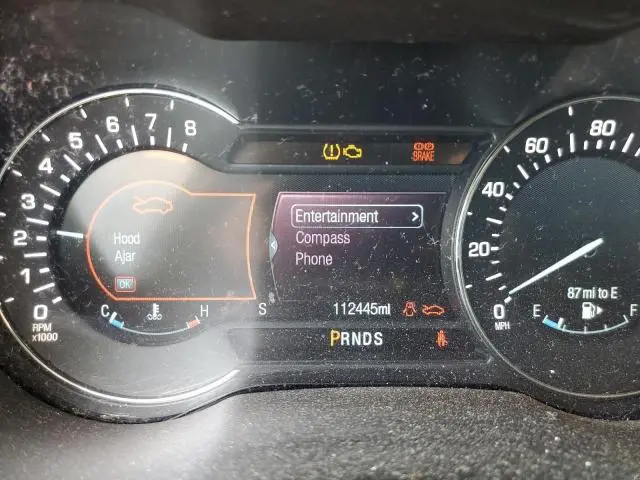 8
7
6
5
4
3
2
1
0
RPM
x1000
Hood
Ajar
OK
C
H
BRAKE
Entertainment >
Compass
Phone
S
112445mi
PRNDS
80
60
40
20
0
MPH
87 mi to E
E
F